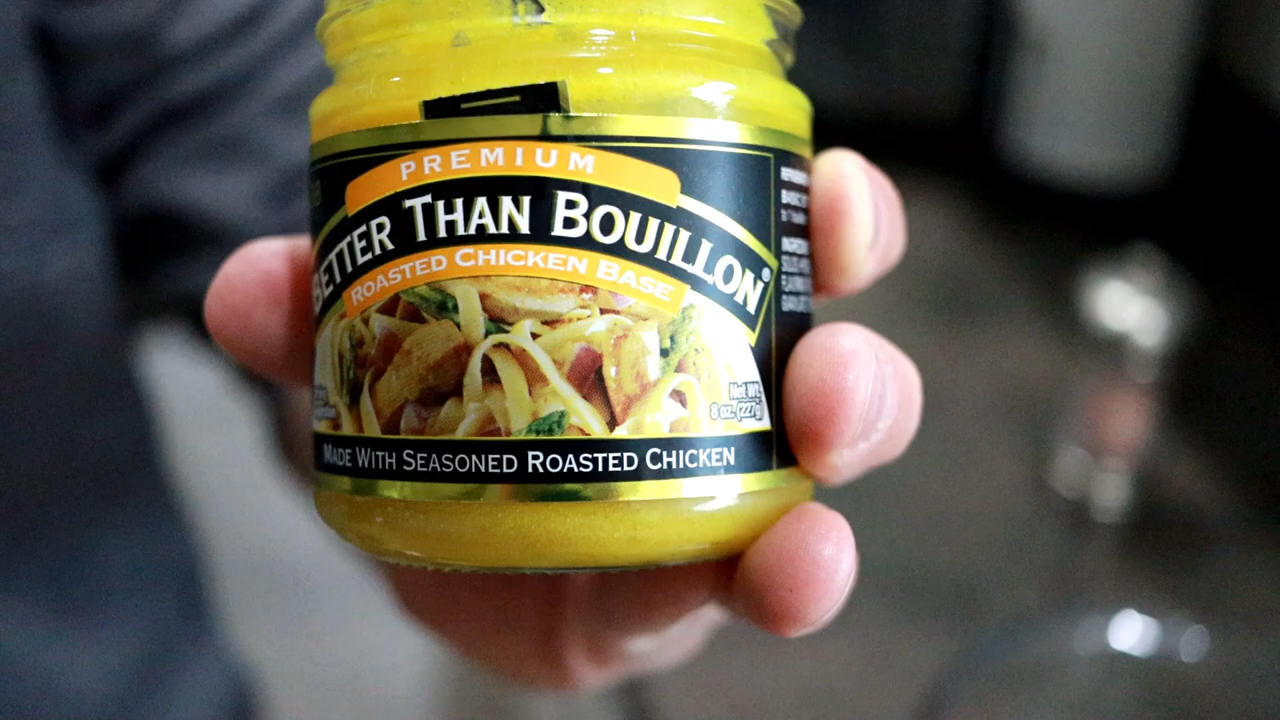 PREMIUM
BETTER THAN BOUILLON®
ROASTED CHICKEN BASE
Net Wt.
8 oz. (227g)
MADE WITH SEASONED ROASTED CHICKEN